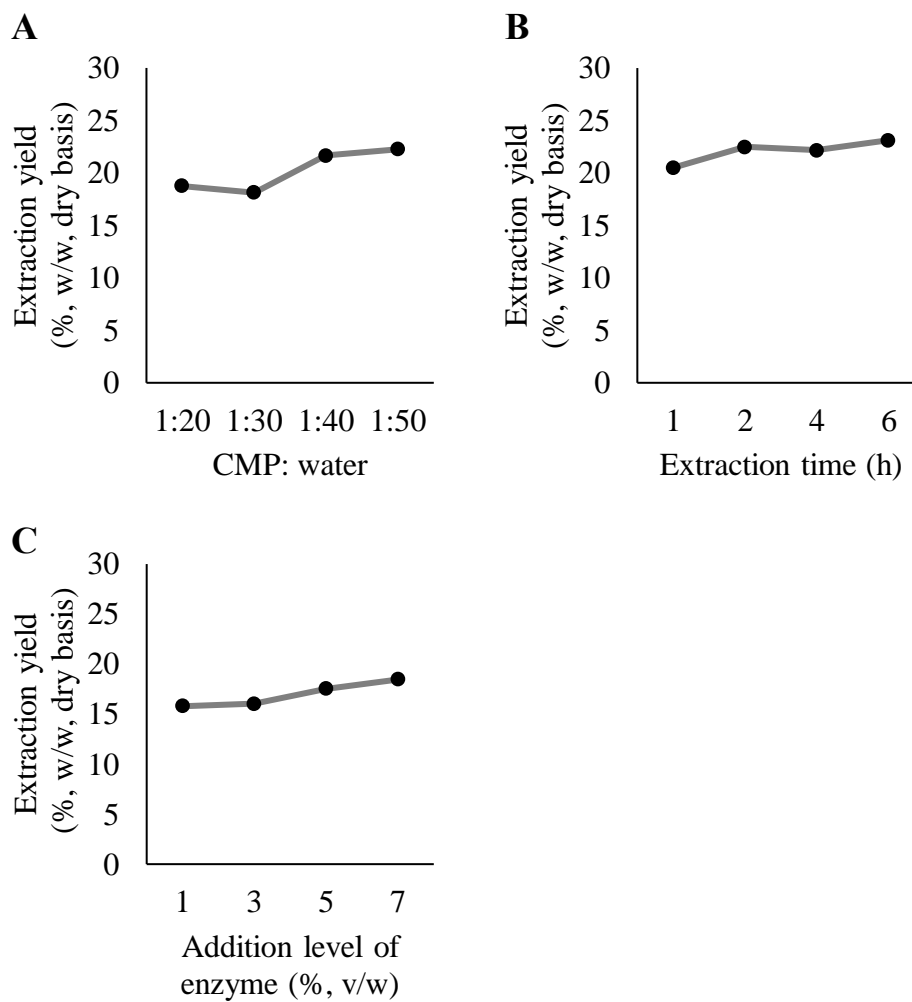 A
30
25
20
15
10
5
0
Extraction yield
(%, w/w, dry basis)
1:20 1:30 1:40 1:50
CMP: water
B
30
25
20
15
10
5
0
Extraction yield
(%, w/w, dry basis)
1 2 4 6
Extraction time (h)
C
30
25
20
15
10
5
0
Extraction yield
(%, w/w, dry basis)
1 3 5 7
Addition level of
enzyme (%, v/w)